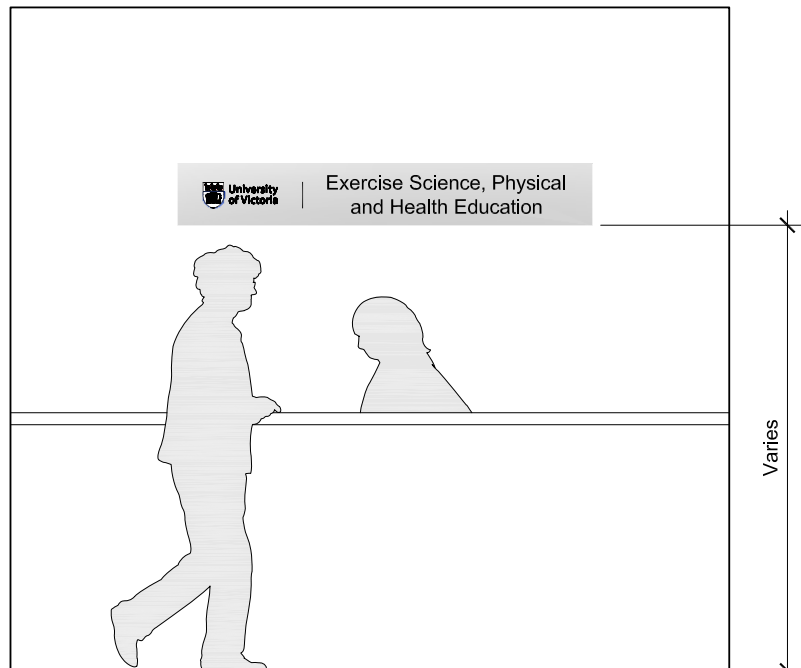 University
of Victoria
Exercise Science, Physical
and Health Education
Varies